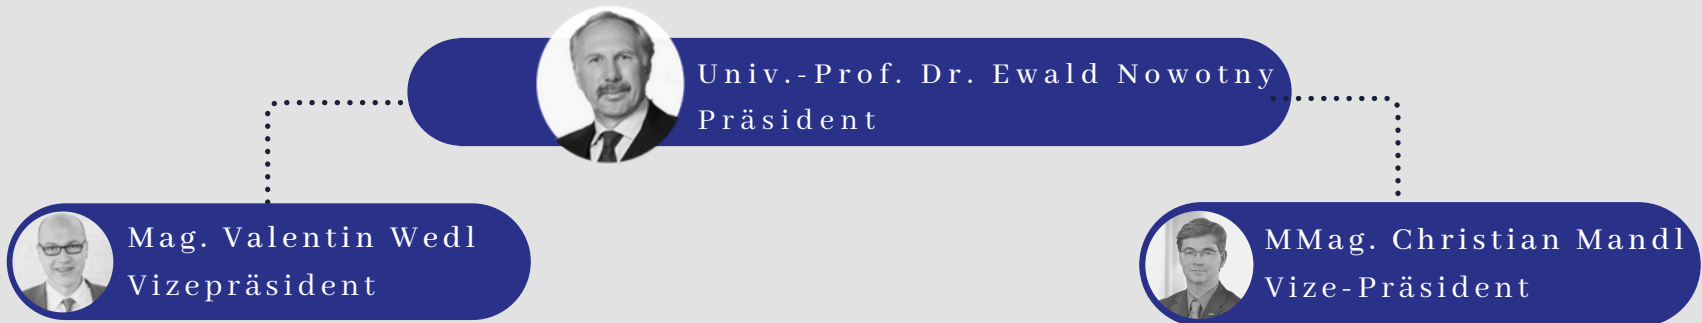 Univ.-Prof. Dr. Ewald Nowotny
Präsident
Mag. Valentin Wedl
Vizepräsident
MMag. Christian Mandl
Vize-Präsident